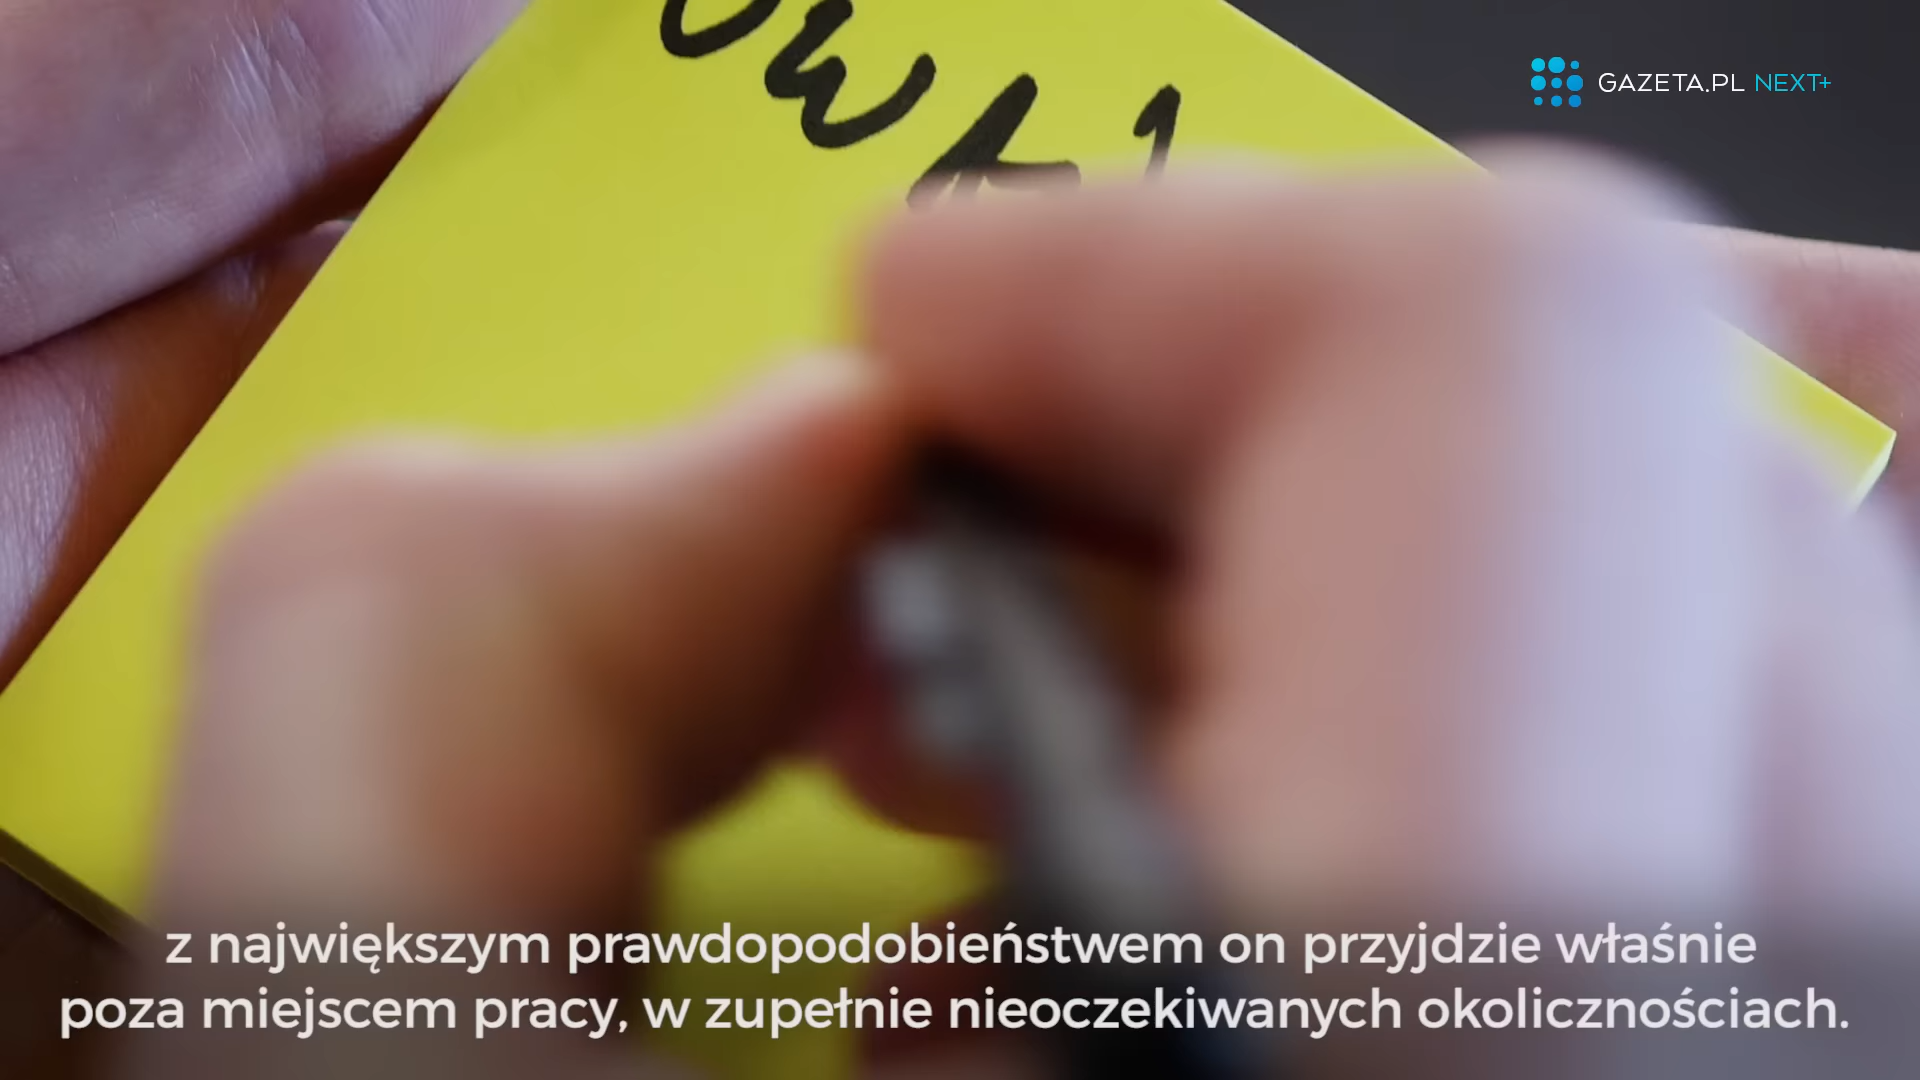 GAZETA.PL NEXT+
z największym prawdopodobieństwem on przyjdzie właśnie
poza miejscem pracy, w zupełnie nieoczekiwanych okolicznościach.